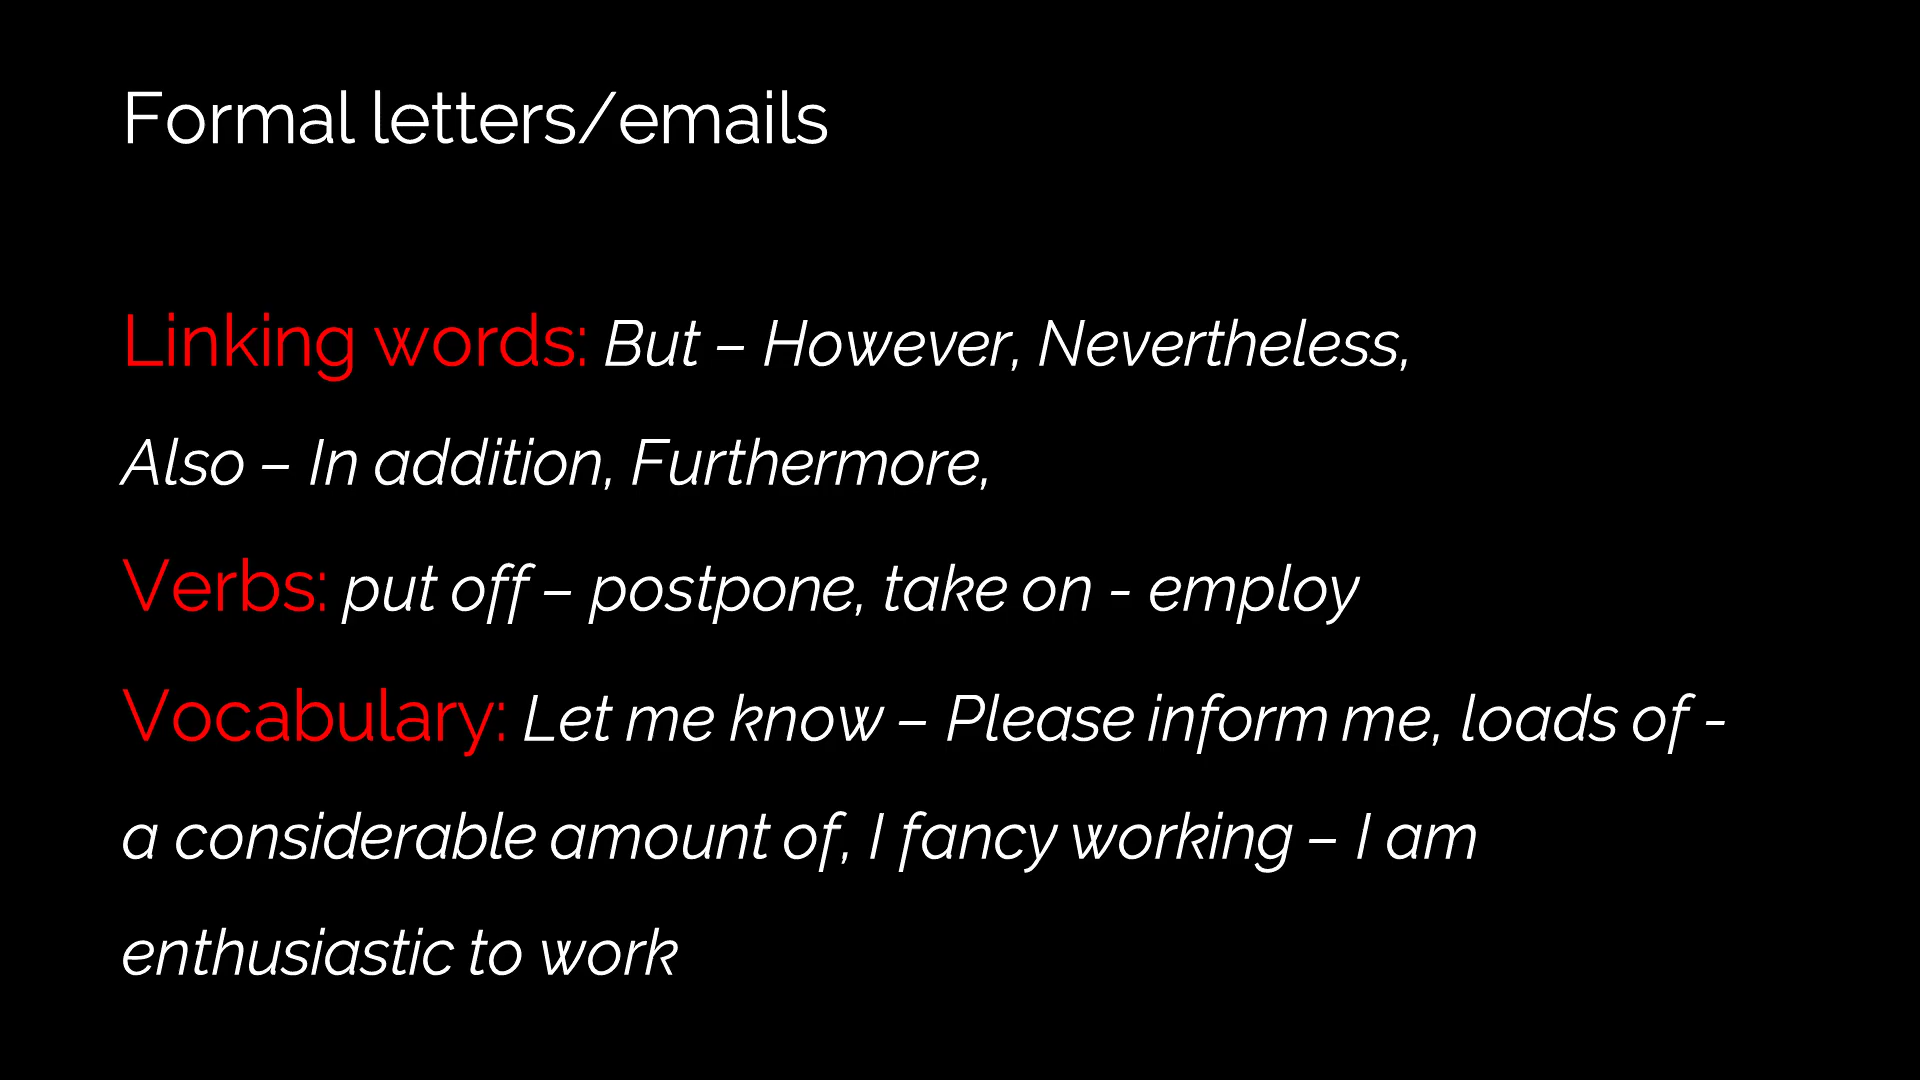 Formal letters/emails
Linking words: But – However, Nevertheless,
Also – In addition, Furthermore,
Verbs: put off – postpone, take on - employ
Vocabulary: Let me know – Please inform me, loads of -
a considerable amount of, I fancy working – I am
enthusiastic to work